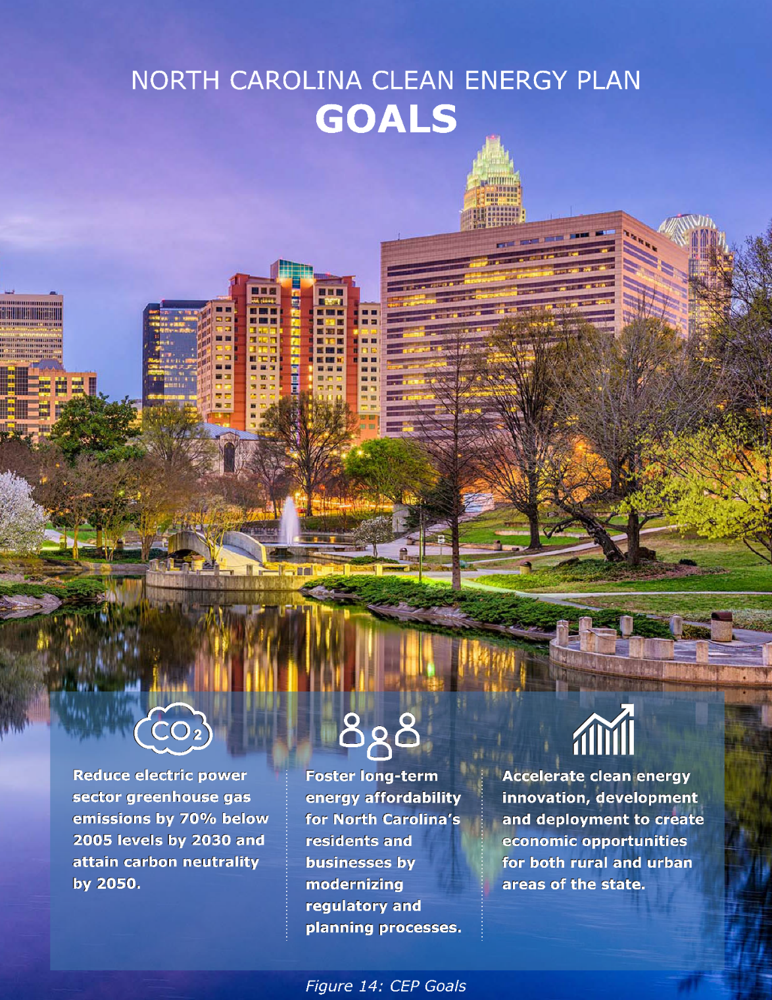 NORTH CAROLINA CLEAN ENERGY PLAN
GOALS
CO2
Reduce electric power
sector greenhouse gas
emissions by 70% below
2005 levels by 2030 and
attain carbon neutrality
by 2050.
Foster long-term
energy affordability
for North Carolina's
residents and
businesses by
modernizing
regulatory and
planning processes.
Accelerate clean energy
innovation, development
and deployment to create
economic opportunities
for both rural and urban
areas of the state.
Figure 14: CEP Goals